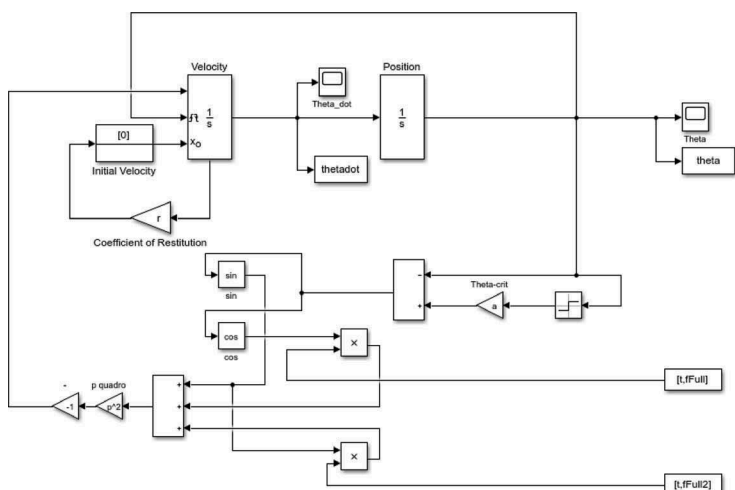 Velocity
Position
1
s
1
s
Theta_dot
thetadot
Theta
theta
[0]
Initial Velocity
xo
r
Coefficient of Restitution
sin
sin
cos
cos
-
+
Theta-crit
a
×
[t,fFull]
-
-1
p quadro
p^2
+
+
+
×
[t,fFull2]